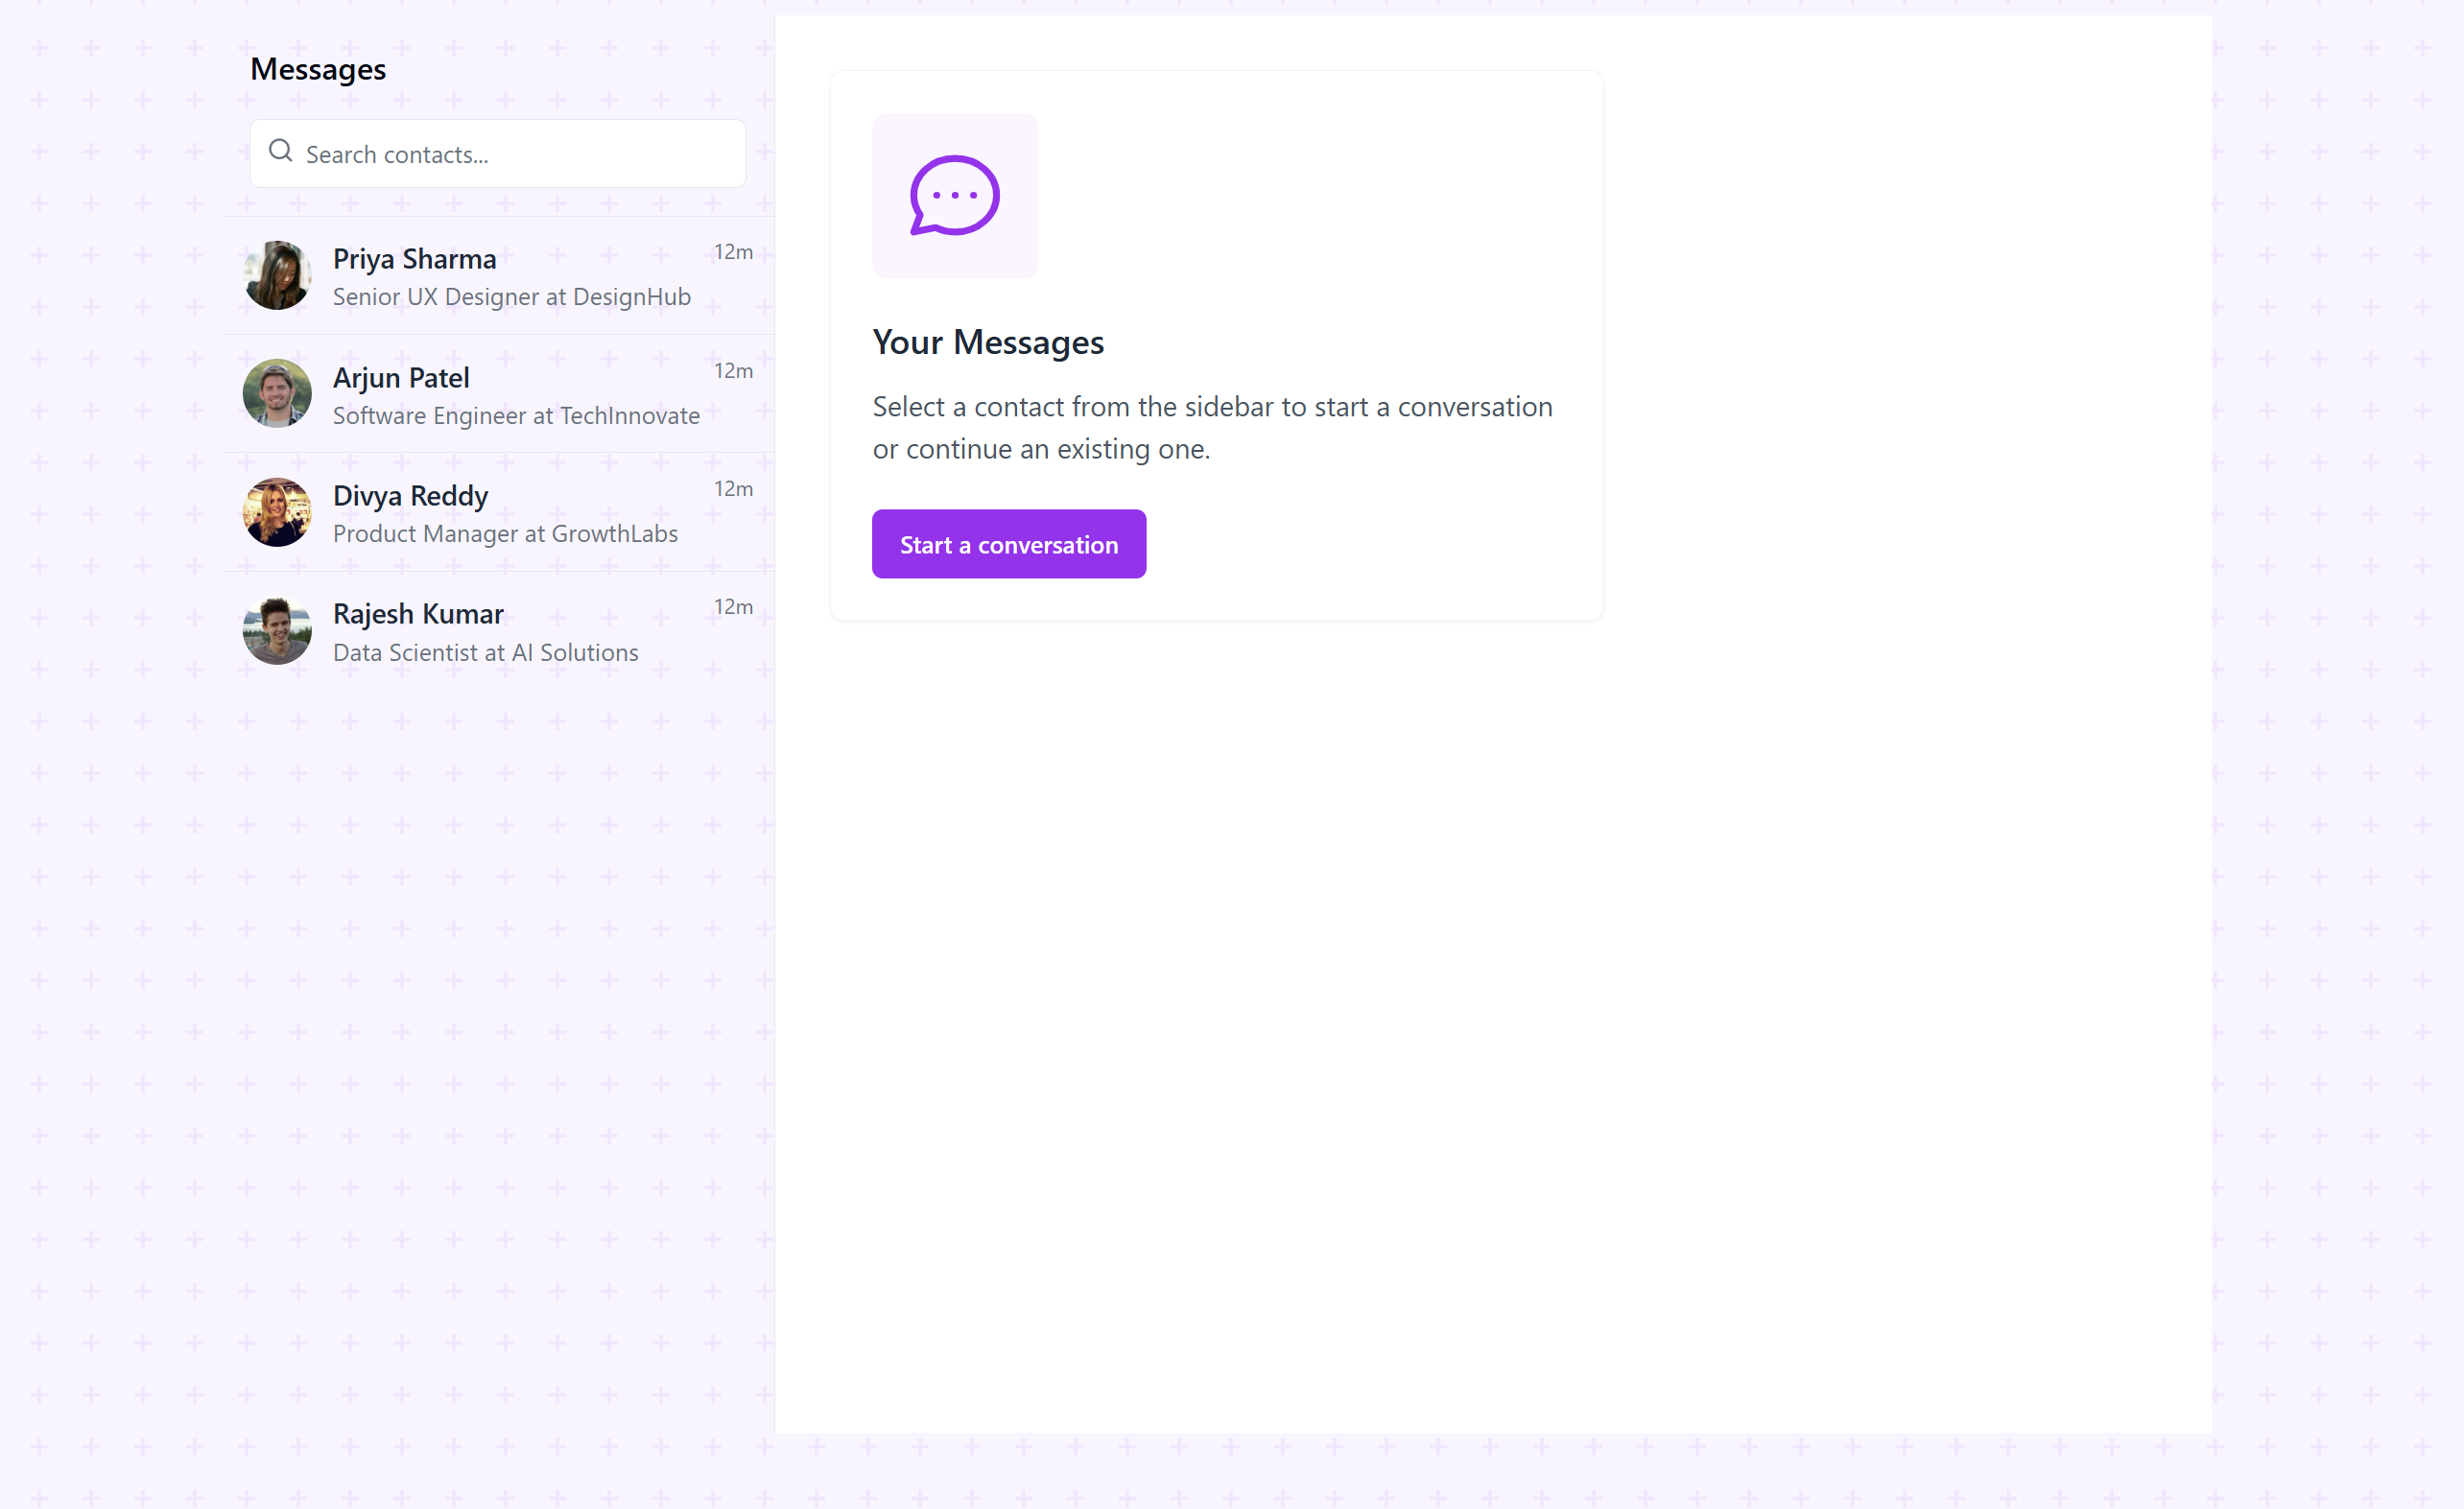 Messages
Search contacts...
Priya Sharma
12m
Senior UX Designer at DesignHub
Arjun Patel
12m
Software Engineer at TechInnovate
Divya Reddy
12m
Product Manager at GrowthLabs
Rajesh Kumar
12m
Data Scientist at AI Solutions
Your Messages
Select a contact from the sidebar to start a conversation
or continue an existing one.
Start a conversation